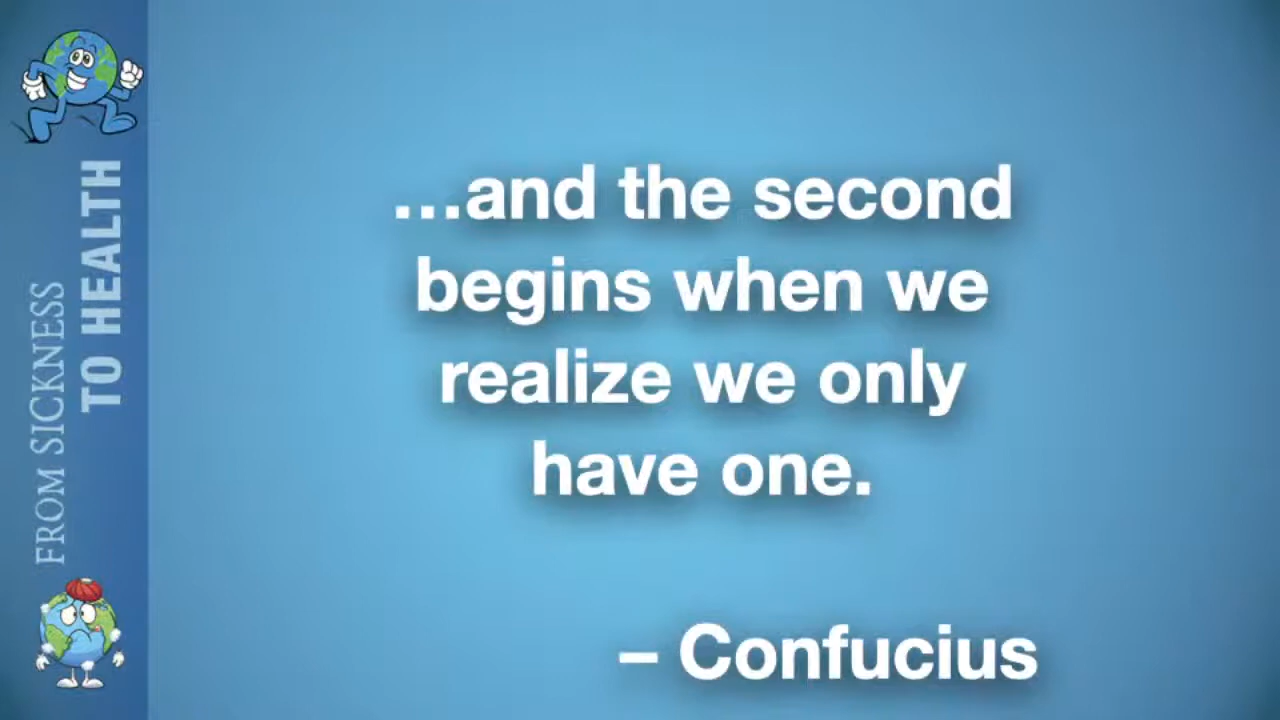 FROM SICKNESS
TO HEALTH
…and the second
begins when we
realize we only
have one.
– Confucius